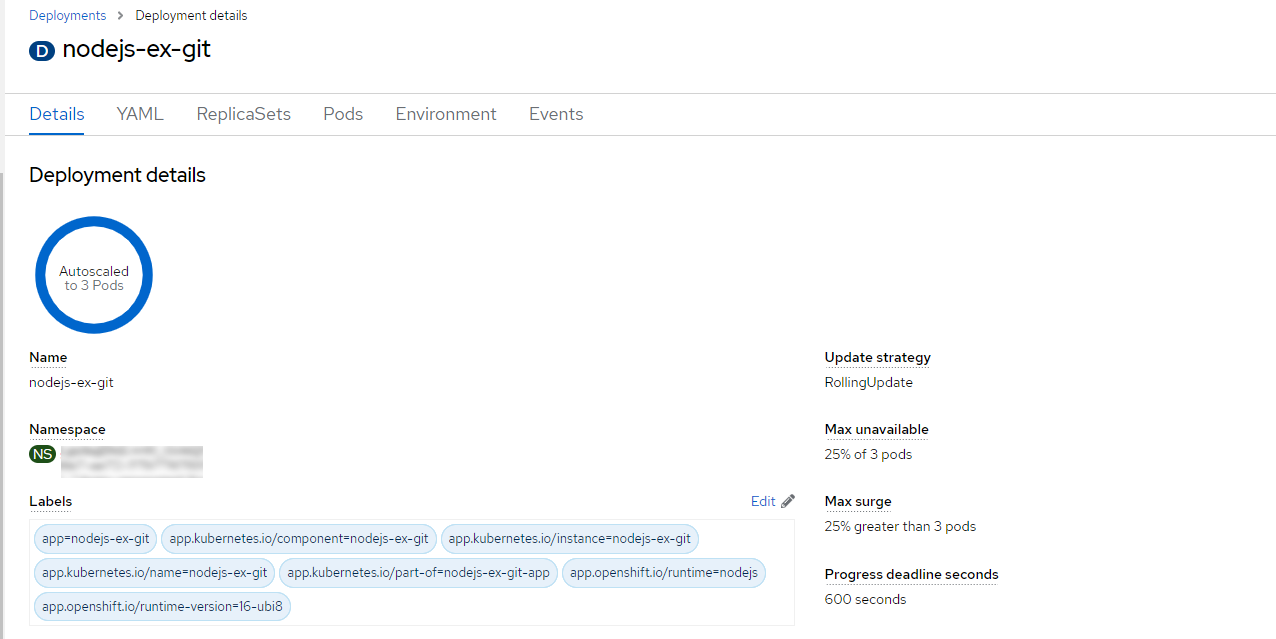 Deployments > Deployment details
D nodejs-ex-git
Details YAML ReplicaSets Pods Environment Events
Deployment details
Autoscaled
to 3 Pods
Name
nodejs-ex-git
Namespace
NS
Labels
Edit
app=nodejs-ex-git app.kubernetes.io/component=nodejs-ex-git app.kubernetes.io/instance=nodejs-ex-git
app.kubernetes.io/name=nodejs-ex-git app.kubernetes.io/part-of=nodejs-ex-git-app app.openshift.io/runtime=nodejs
app.openshift.io/runtime-version=16-ubi8
Update strategy
RollingUpdate
Max unavailable
25% of 3 pods
Max surge
25% greater than 3 pods
Progress deadline seconds
600 seconds